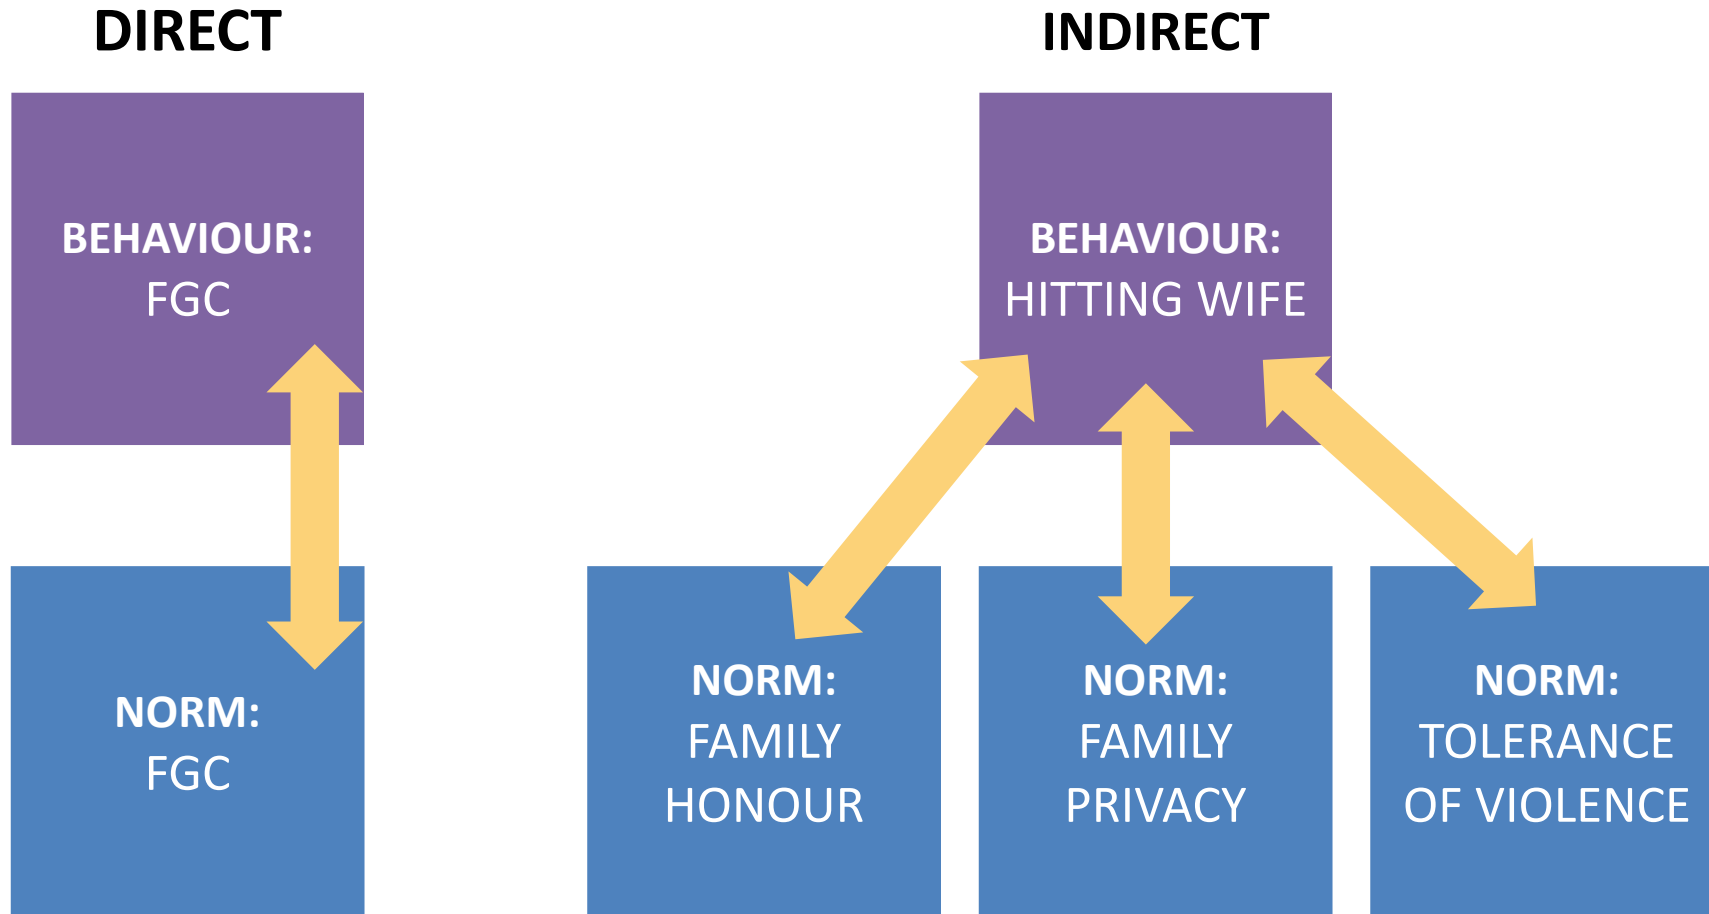 DIRECT
INDIRECT
BEHAVIOUR:
FGC
BEHAVIOUR:
HITTING WIFE
NORM:
FGC
NORM:
FAMILY
HONOUR
NORM:
FAMILY
PRIVACY
NORM:
TOLERANCE
OF VIOLENCE